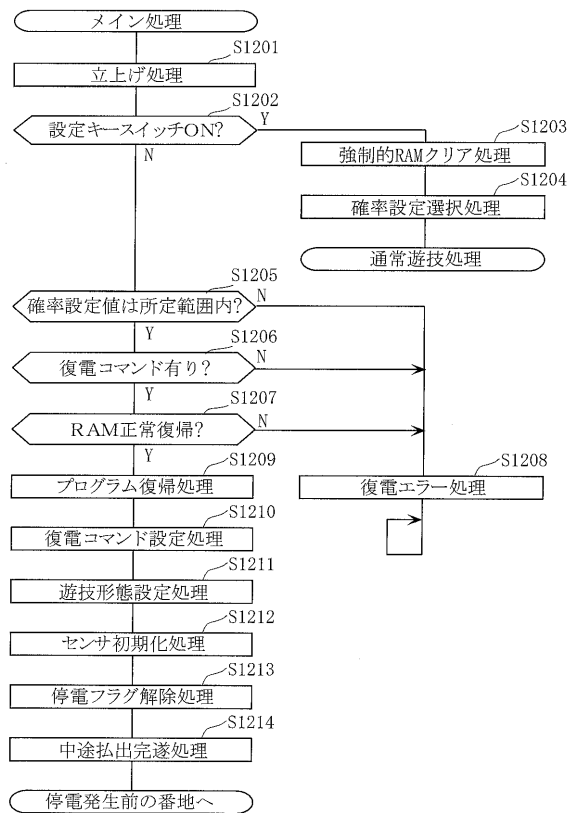 メイン処理
S1201
立上げ処理
S1202
設定キースイッチON?
Y
N
S1203
強制的RAMクリア処理
S1204
確率設定選択処理
通常遊技処理
S1205
確率設定値は所定範囲内?
N
Y
S1206
復電コマンド有り?
N
Y
S1207
RAM正常復帰?
N
Y
S1208
復電エラー処理
S1209
プログラム復帰処理
S1210
復電コマンド設定処理
S1211
遊技形態設定処理
S1212
センサ初期化処理
S1213
停電フラグ解除処理
S1214
中途払出完遂処理
停電発生前の番地へ